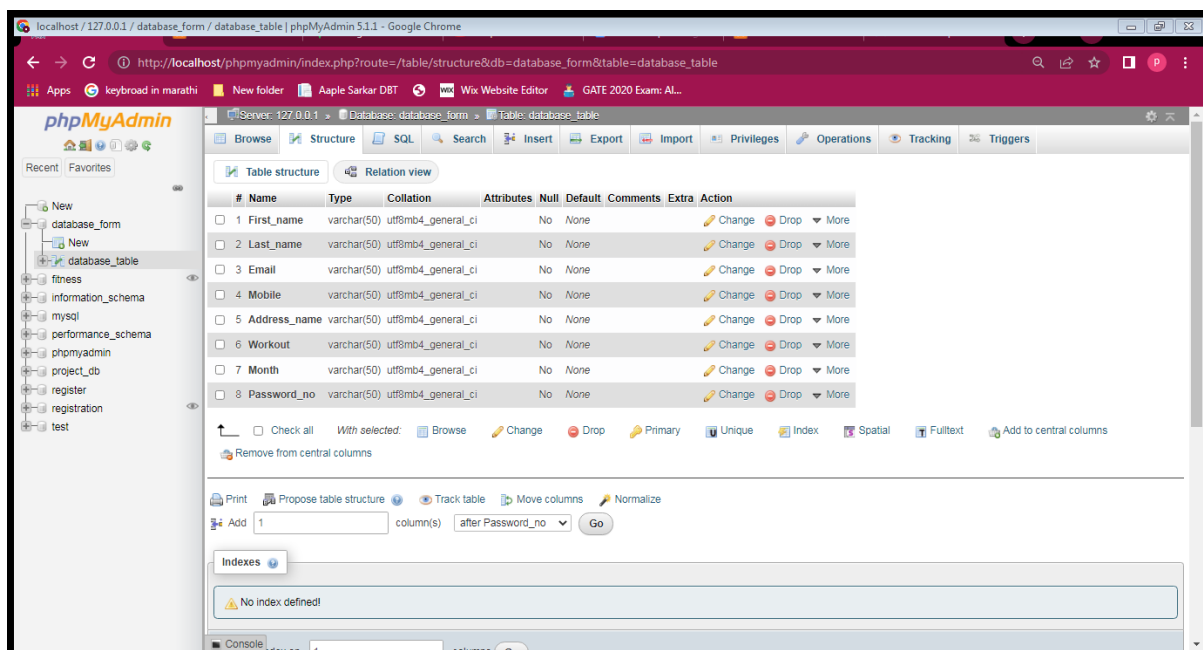 localhost / 127.0.0.1 / database_form / database_table | phpMyAdmin 5.1.1 - Google Chrome
http://localhost/phpmyadmin/index.php?route=/table/structure&db=database_form&table=database_table
P
Apps keybroad in marathi New folder Aaple Sarkar DBT WIX Wix Website Editor GATE 2020 Exam: Al...
phpMyAdmin
Recent Favorites
New
database_form
New
database_table
fitness
information_schema
mysql
performance_schema
phpmyadmin
project_db
register
registration
test
Server: 127.0.0.1 » Database: database_form » Table: database_table
Browse Structure SQL Search Insert Export Import Privileges Operations Tracking Triggers
Table structure Relation view
# Name Type Collation Attributes Null Default Comments Extra Action
1 First_name varchar(50) utf8mb4_general_ci No None Change Drop More
2 Last_name varchar(50) utf8mb4_general_ci No None Change Drop More
3 Email varchar(50) utf8mb4_general_ci No None Change Drop More
4 Mobile varchar(50) utf8mb4_general_ci No None Change Drop More
5 Address_name varchar(50) utf8mb4_general_ci No None Change Drop More
6 Workout varchar(50) utf8mb4_general_ci No None Change Drop More
7 Month varchar(50) utf8mb4_general_ci No None Change Drop More
8 Password_no varchar(50) utf8mb4_general_ci No None Change Drop More
Check all With selected: Browse Change Drop Primary Unique Index Spatial Fulltext Add to central columns
Remove from central columns
Print Propose table structure Track table Move columns Normalize
Add 1 column(s) after Password_no Go
Indexes
No index defined!
Console